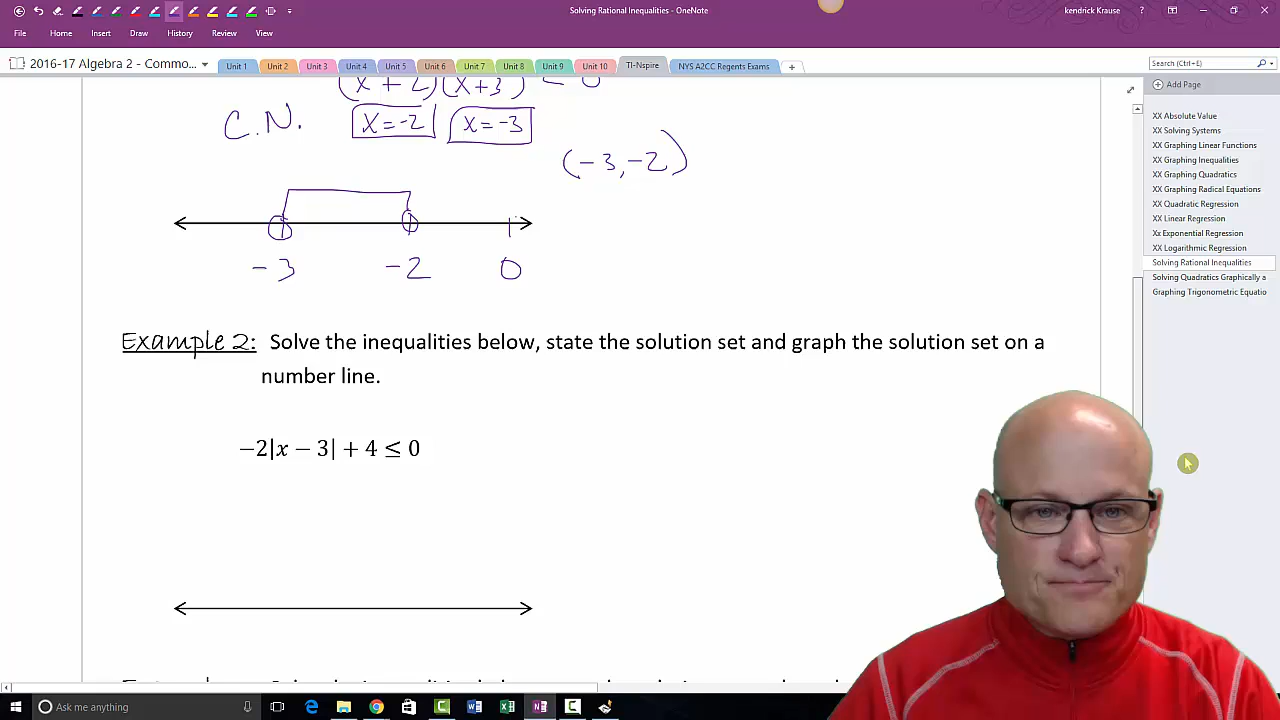 Solving Rational Inequalities - OneNote
kendrick Krause
File Home Insert Draw History Review View
2016-17 Algebra 2 - Commo...
Unit 1 Unit 2 Unit 3 Unit 4 Unit 5 Unit 6 Unit 7 Unit 8 Unit 9 Unit 10 TI-Nspire NYS A2CC Regents Exams
Search (Ctrl+E)
Add Page
XX Absolute Value
XX Solving Systems
XX Graphing Linear Functions
XX Graphing Inequalities
XX Graphing Quadratics
XX Graphing Radical Equations
XX Quadratic Regression
XX Linear Regression
Xx Exponential Regression
XX Logarithmic Regression
Solving Rational Inequalities
Solving Quadratics Graphically a
Graphing Trigonometric Equatio
(x + 2)(x+3)
C.N. x=-2 x=-3
(-3,-2)
-3 -2 0
Example 2: Solve the inequalities below, state the solution set and graph the solution set on a
number line.
−2|x − 3| + 4 ≤ 0
Ask me anything